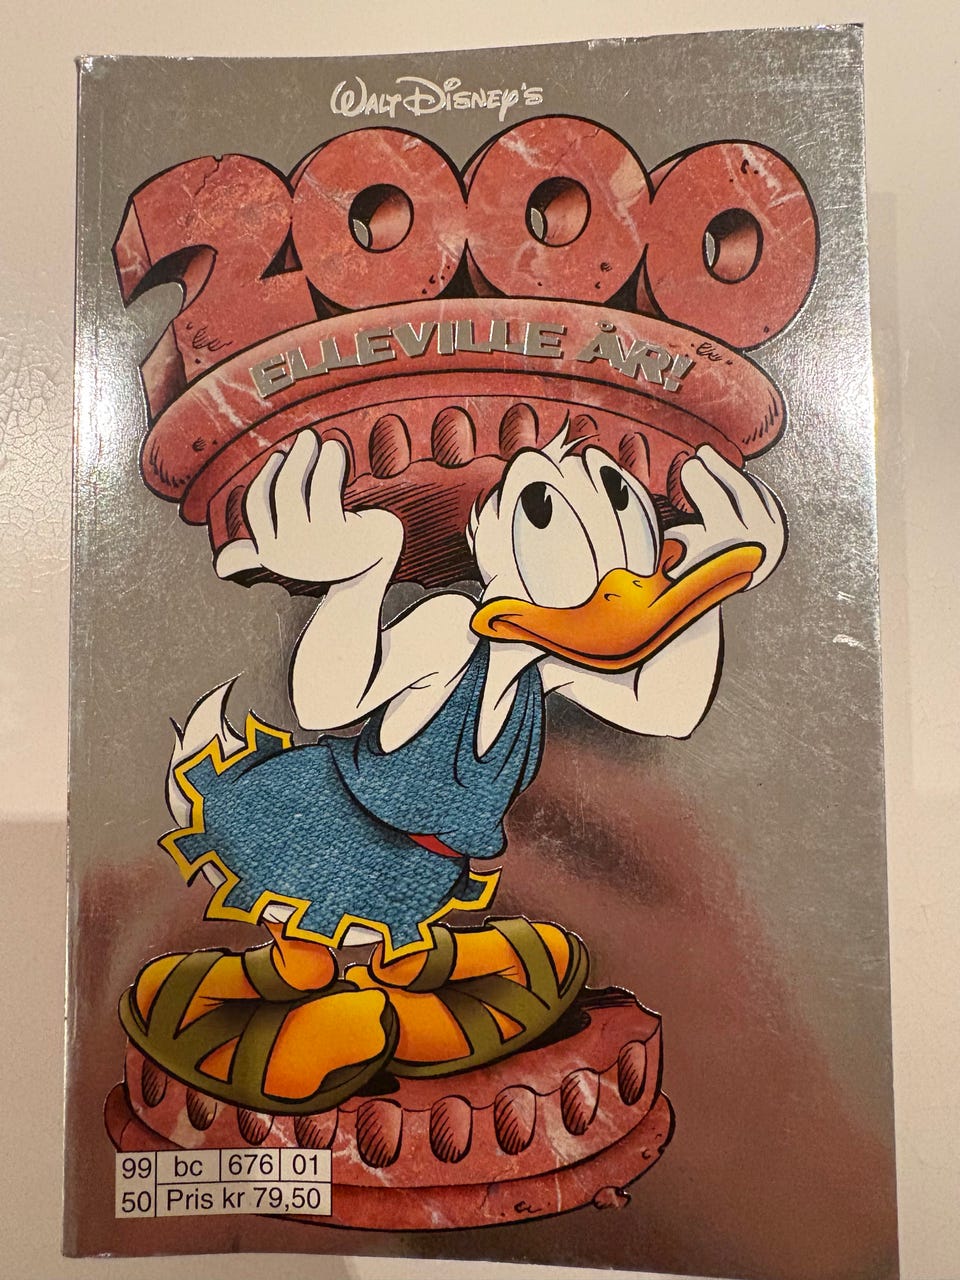 Walt Disney's
2000
ELLEVILLE ÅR!
99 bc 676 01
50 Pris kr 79,50